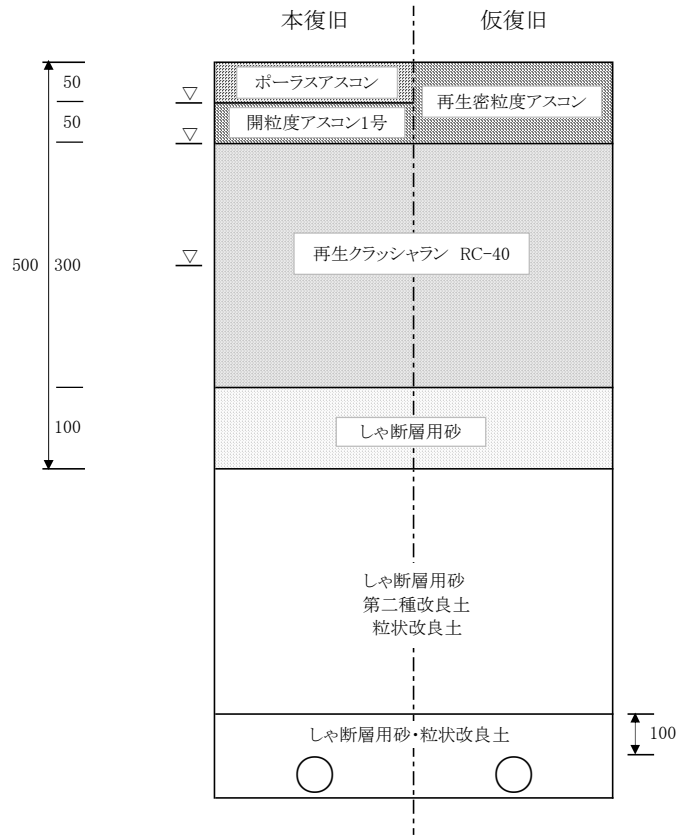 本復旧
仮復旧
50
ポーラスアスコン
再生密粒度アスコン
▽
50
開粒度アスコン1号
▽
500
300
▽
再生クラッシャラン RC-40
100
しゃ断層用砂
しゃ断層用砂
第二種改良土
粒状改良土
しゃ断層用砂・粒状改良土
100